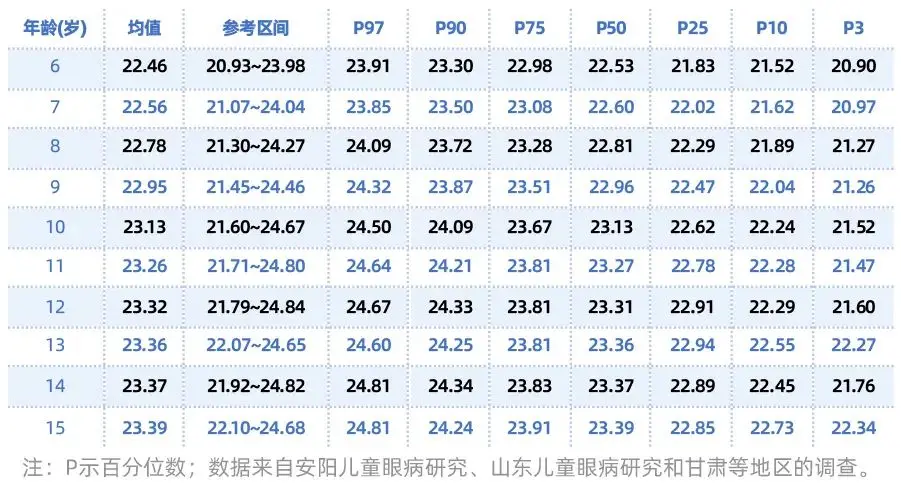 年龄(岁) 均值 参考区间 P97 P90 P75 P50 P25 P10 P3
6 22.46 20.93~23.98 23.91 23.30 22.98 22.53 21.83 21.52 20.90
7 22.56 21.07~24.04 23.85 23.50 23.08 22.60 22.02 21.62 20.97
8 22.78 21.30~24.27 24.09 23.72 23.28 22.81 22.29 21.89 21.27
9 22.95 21.45~24.46 24.32 23.87 23.51 22.96 22.47 22.04 21.26
10 23.13 21.60~24.67 24.50 24.09 23.67 23.13 22.62 22.24 21.52
11 23.26 21.71~24.80 24.64 24.21 23.81 23.27 22.78 22.28 21.47
12 23.32 21.79~24.84 24.67 24.33 23.81 23.31 22.91 22.29 21.60
13 23.36 22.07~24.65 24.60 24.25 23.81 23.36 22.94 22.55 22.27
14 23.37 21.92~24.82 24.81 24.34 23.83 23.37 22.89 22.45 21.76
15 23.39 22.10~24.68 24.81 24.24 23.91 23.39 22.85 22.73 22.34
注：P示百分位数；数据来自安阳儿童眼病研究、山东儿童眼病研究和甘肃等地区的调查。